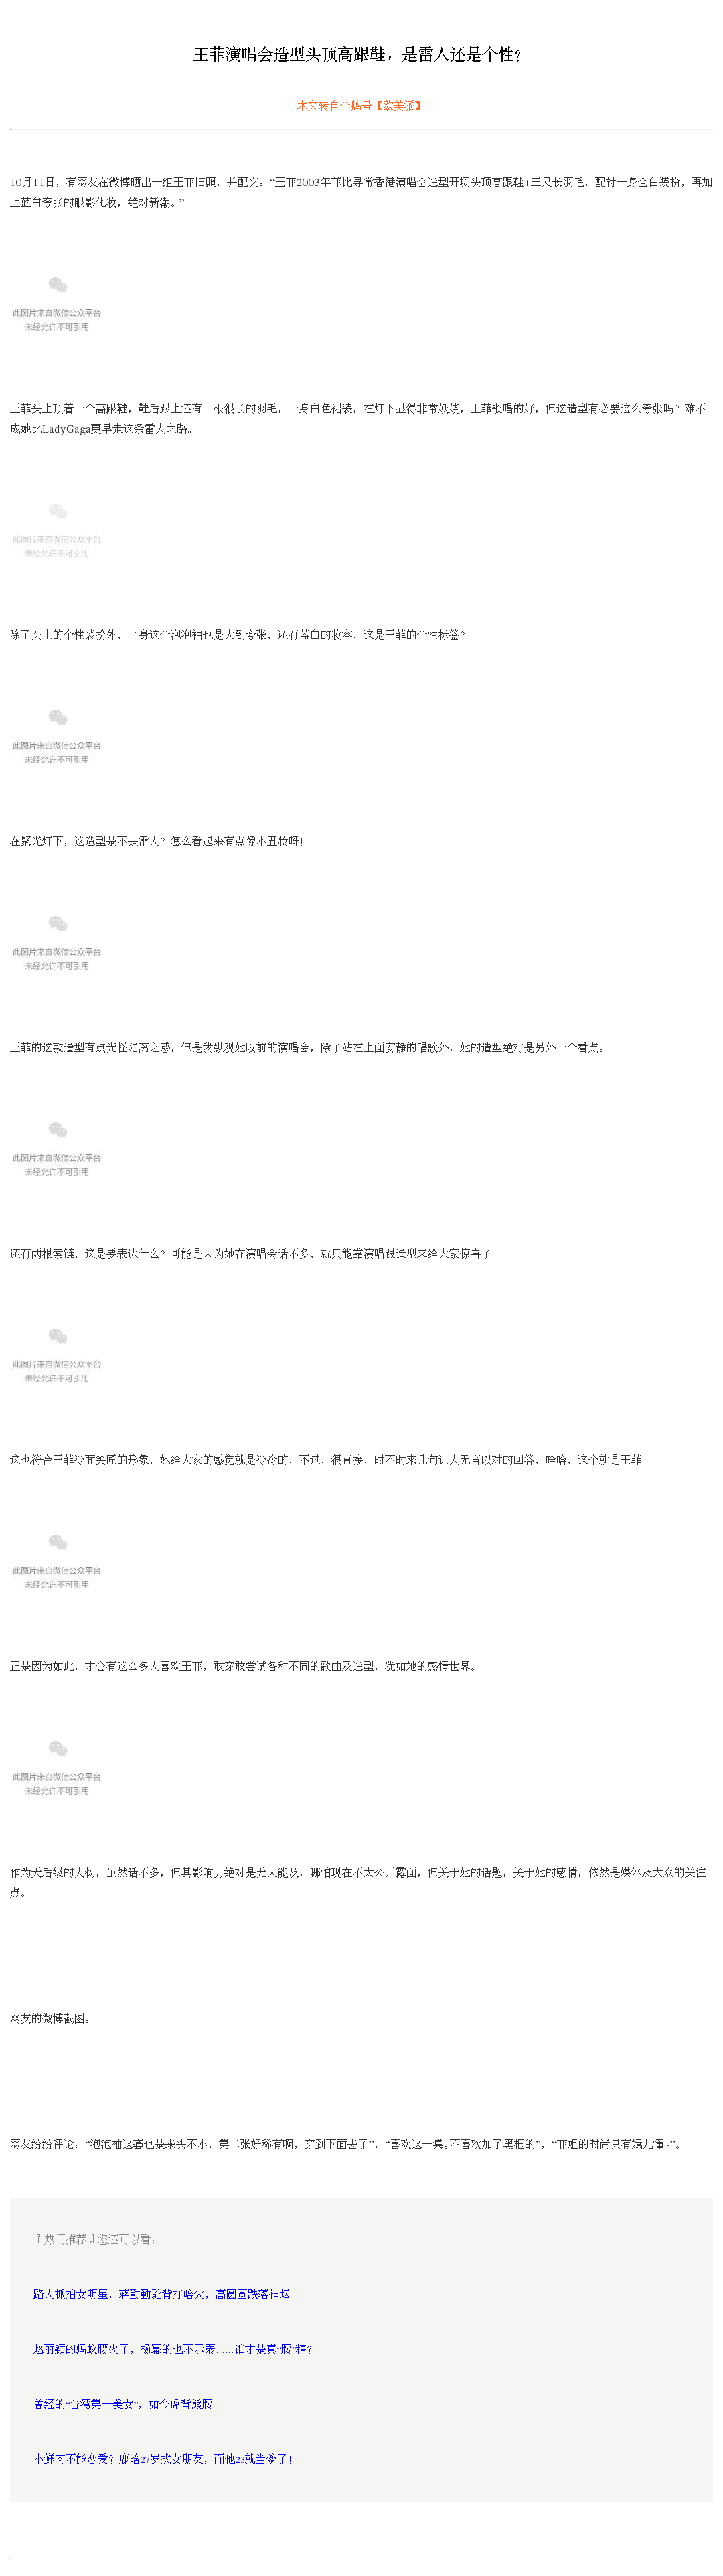 王菲演唱会造型头顶高跟鞋，是雷人还是个性？
本文转自企鹅号【欧美派】
10月11日，有网友在微博晒出一组王菲旧照，并配文：“王菲2003年菲比寻常香港演唱会造型开场头顶高跟鞋+三尺长羽毛，配衬一身全白装扮，再加
上蓝白夸张的眼影化妆，绝对新潮。”
此图片来自微信公众平台
未经允许不可引用
王菲头上顶着一个高跟鞋，鞋后跟上还有一根很长的羽毛，一身白色裙装，在灯下显得非常妖娆，王菲歌唱的好，但这造型有必要这么夸张吗？难不
成她比LadyGaga更早走这条雷人之路。
此图片来自微信公众平台
未经允许不可引用
除了头上的个性装扮外，上身这个泡泡袖也是大到夸张，还有蓝白的妆容，这是王菲的个性标签？
此图片来自微信公众平台
未经允许不可引用
在聚光灯下，这造型是不是雷人？怎么看起来有点像小丑妆呀！
此图片来自微信公众平台
未经允许不可引用
王菲的这款造型有点光怪陆离之感，但是我纵观她以前的演唱会，除了站在上面安静的唱歌外，她的造型绝对是另外一个看点。
此图片来自微信公众平台
未经允许不可引用
还有两根索链，这是要表达什么？可能是因为她在演唱会话不多，就只能靠演唱跟造型来给大家惊喜了。
此图片来自微信公众平台
未经允许不可引用
这也符合王菲冷面笑匠的形象，她给大家的感觉就是冷冷的，不过，很直接，时不时来几句让人无言以对的回答，哈哈，这个就是王菲。
此图片来自微信公众平台
未经允许不可引用
正是因为如此，才会有这么多人喜欢王菲，敢穿敢尝试各种不同的歌曲及造型，犹如她的感情世界。
此图片来自微信公众平台
未经允许不可引用
作为天后级的人物，虽然话不多，但其影响力绝对是无人能及，哪怕现在不太公开露面，但关于她的话题，关于她的感情，依然是媒体及大众的关注
点。
网友的微博截图。
网友纷纷评论：“泡泡袖这套也是来头不小，第二张好稀有啊，穿到下面去了”，“喜欢这一集。不喜欢加了黑框的”，“菲姐的时尚只有嫣儿懂~”。
『 热门推荐 』您还可以看：
路人抓拍女明星，蒋勤勤驼背打哈欠，高圆圆跌落神坛
赵丽颖的蚂蚁腰火了，杨幂的也不示弱……谁才是真“腰”精？
曾经的“台湾第一美女”，如今虎背熊腰
小鲜肉不能恋爱？鹿晗27岁找女朋友，而他23就当爹了！